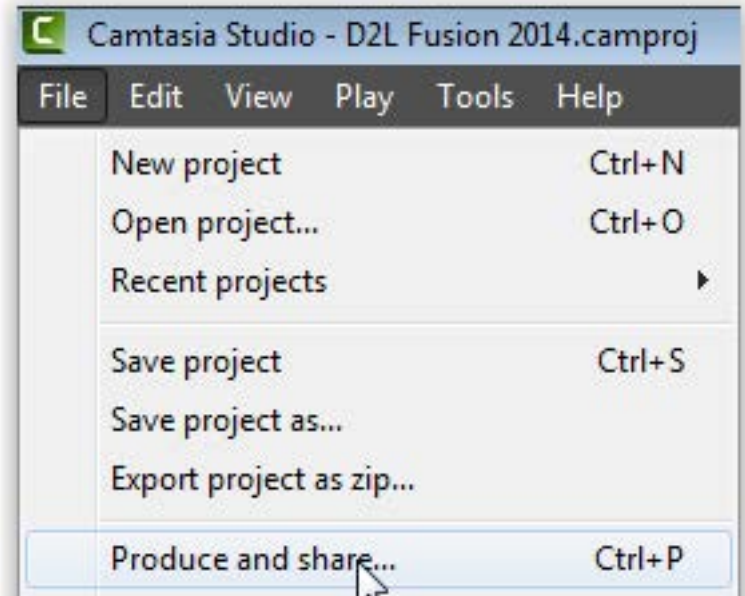 Camtasia Studio - D2L Fusion 2014.camproj
File Edit View Play Tools Help
New project Ctrl+N
Open project... Ctrl+O
Recent projects
Save project Ctrl+S
Save project as...
Export project as zip...
Produce and share... Ctrl+P